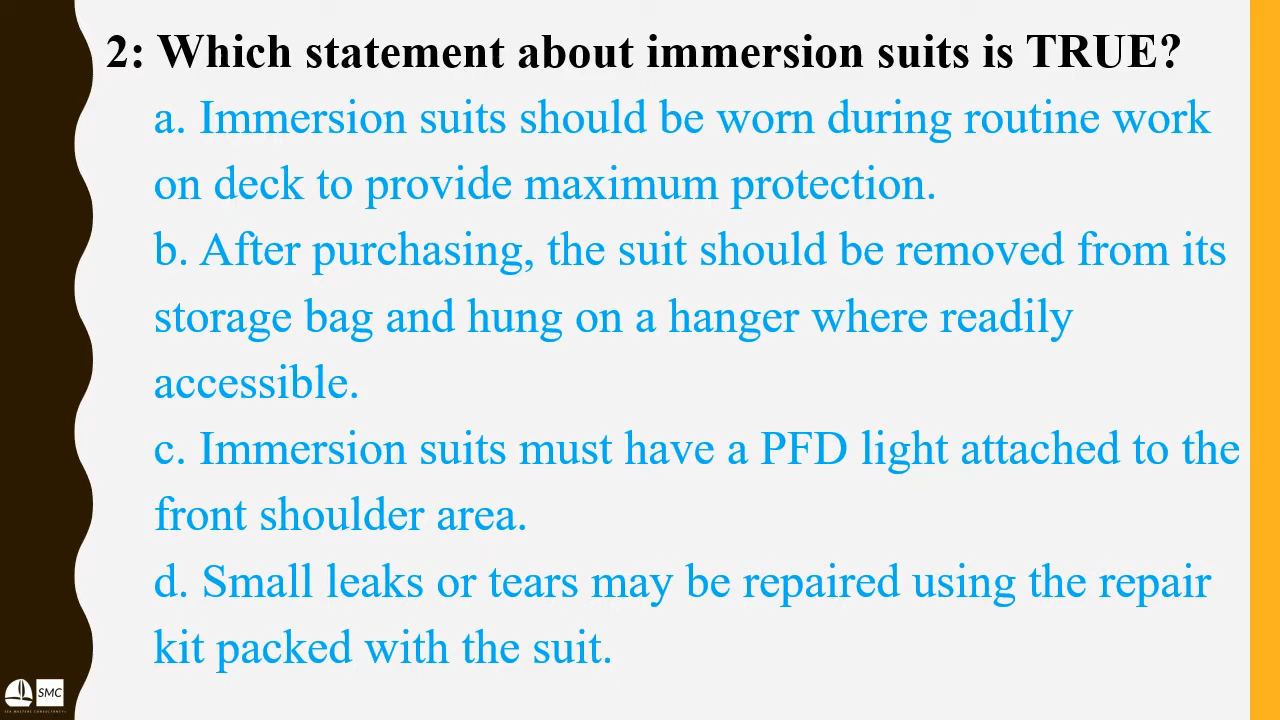 2: Which statement about immersion suits is TRUE?
a. Immersion suits should be worn during routine work
on deck to provide maximum protection.
b. After purchasing, the suit should be removed from its
storage bag and hung on a hanger where readily
accessible.
c. Immersion suits must have a PFD light attached to the
front shoulder area.
d. Small leaks or tears may be repaired using the repair
kit packed with the suit.
SMC